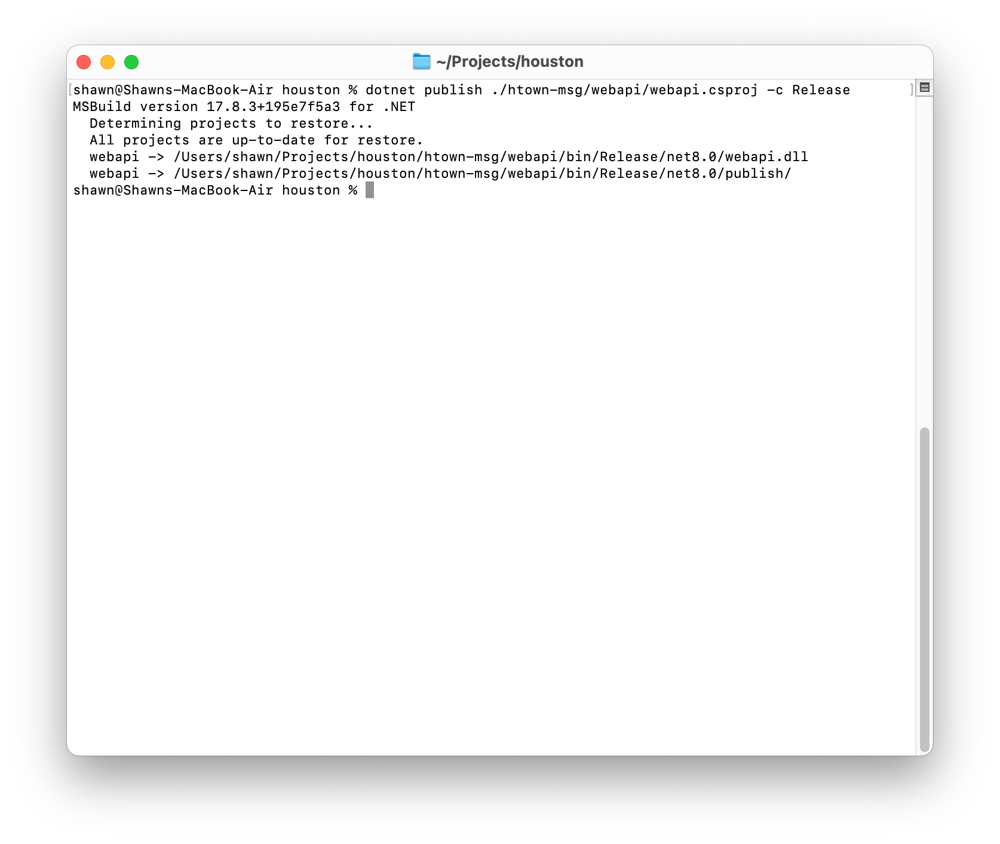 ~/Projects/houston
[shawn@Shawns-MacBook-Air houston % dotnet publish ./htown-msg/webapi/webapi.csproj -c Release ]
MSBuild version 17.8.3+195e7f5a3 for .NET
  Determining projects to restore...
  All projects are up-to-date for restore.
  webapi -> /Users/shawn/Projects/houston/htown-msg/webapi/bin/Release/net8.0/webapi.dll
  webapi -> /Users/shawn/Projects/houston/htown-msg/webapi/bin/Release/net8.0/publish/
shawn@Shawns-MacBook-Air houston %